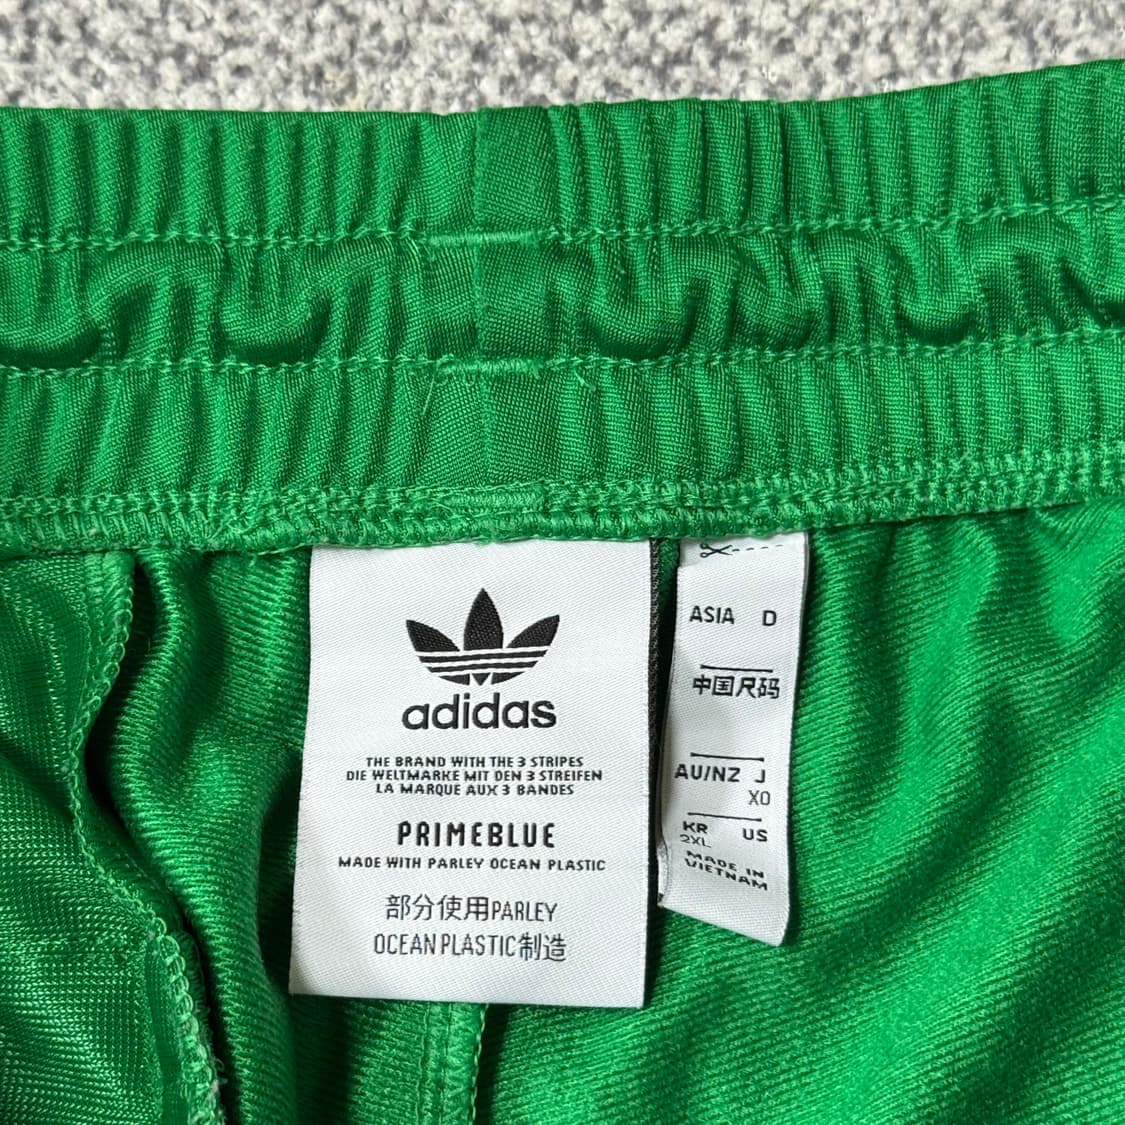 adidas
THE BRAND WITH THE 3 STRIPES
DIE WELTMARKE MIT DEN 3 STREIFEN
LA MARQUE AUX 3 BANDES
PRIMEBLUE
MADE WITH PARLEY OCEAN PLASTIC
部分使用PARLEY
OCEAN PLASTIC制造
ASIA D
中国尺码
AU/NZ J
XO
KR US
2XL
MADE IN
VIETNAM